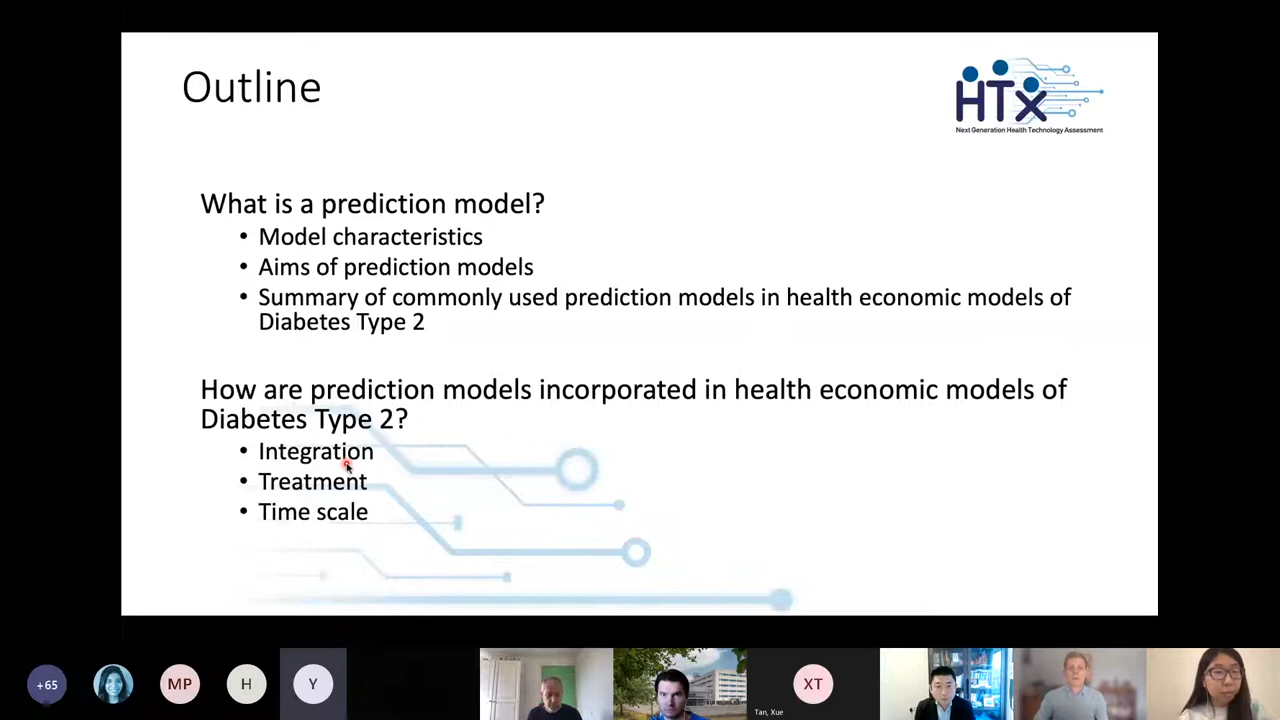 Outline
HTx
Next Generation Health Technology Assessment
What is a prediction model?
• Model characteristics
• Aims of prediction models
• Summary of commonly used prediction models in health economic models of
Diabetes Type 2
How are prediction models incorporated in health economic models of
Diabetes Type 2?
• Integration
• Treatment
• Time scale
+65
MP
H
Y
XT
Tan, Xue